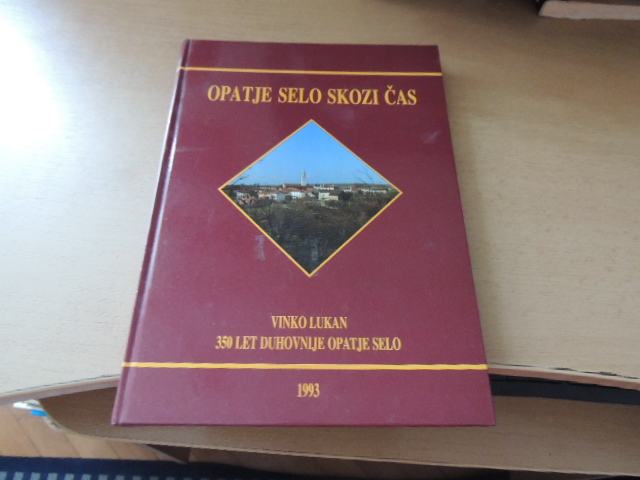 OPATJE SELO SKOZI ČAS
VINKO LUKAN
350 LET DUHOVNIJE OPATJE SELO
1993